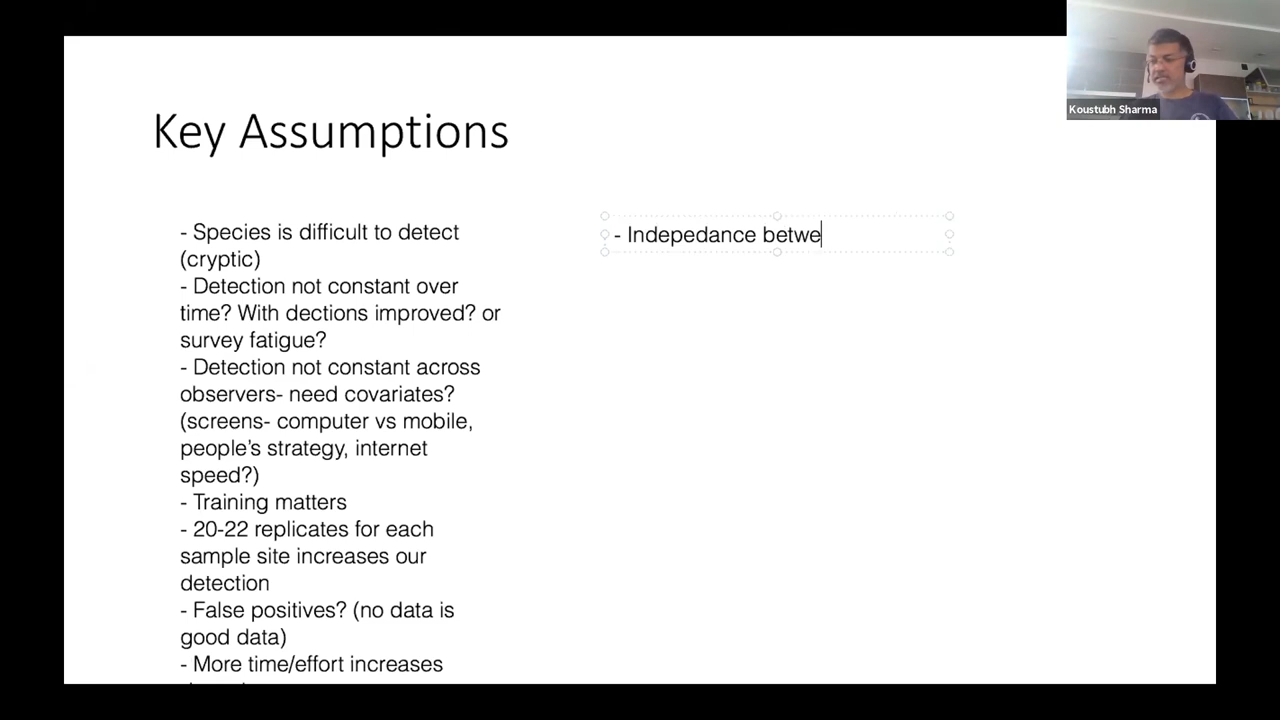 Koustubh Sharma
Key Assumptions
- Species is difficult to detect
(cryptic)
- Detection not constant over
time? With dections improved? or
survey fatigue?
- Detection not constant across
observers- need covariates?
(screens- computer vs mobile,
people's strategy, internet
speed?)
- Training matters
- 20-22 replicates for each
sample site increases our
detection
- False positives? (no data is
good data)
- More time/effort increases
- Indepedance betwe